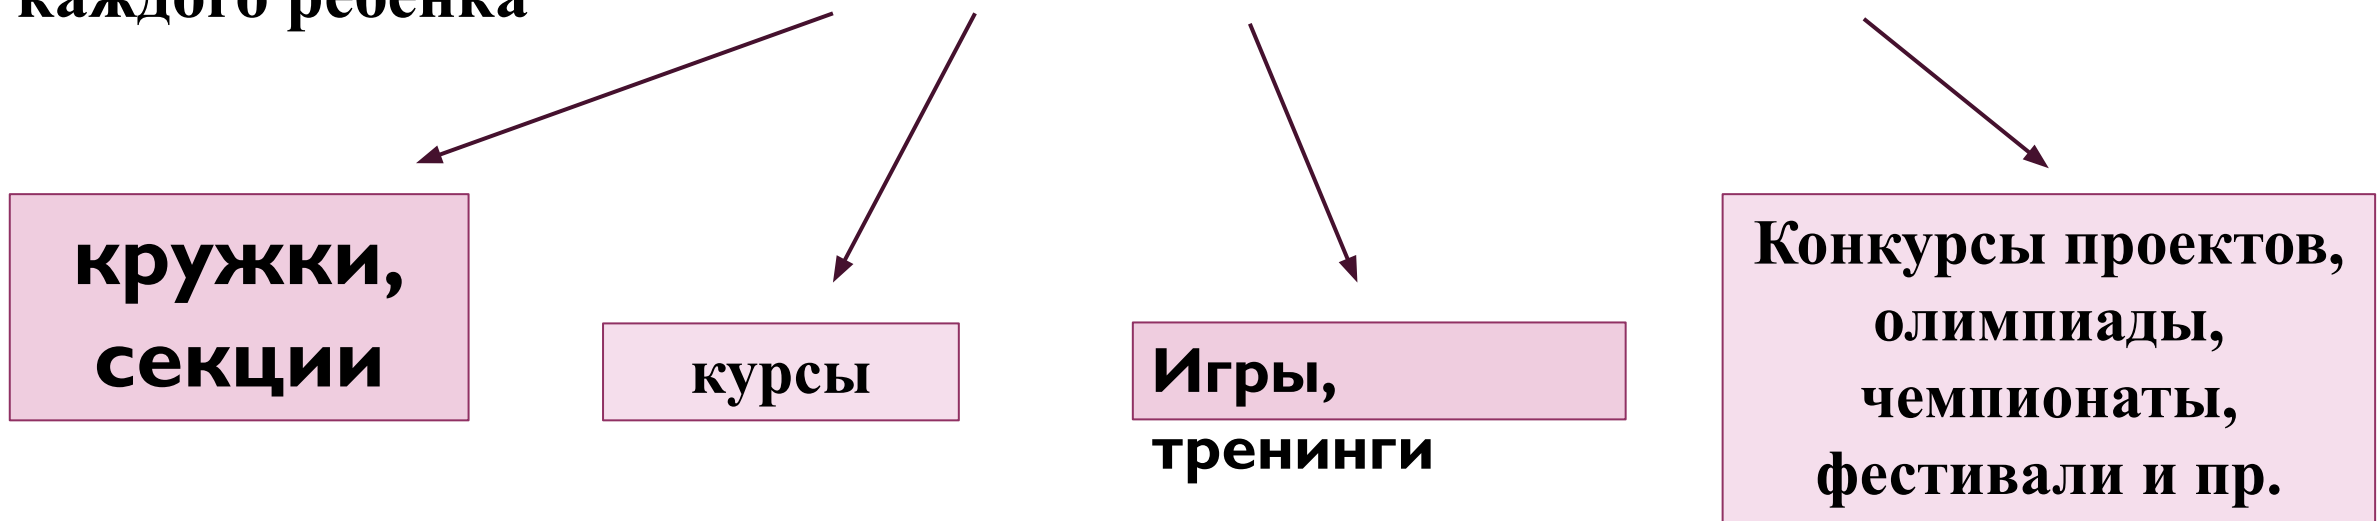 каждого ребенка
кружки,
секции
курсы
Игры,
тренинги
Конкурсы проектов,
олимпиады,
чемпионаты,
фестивали и пр.